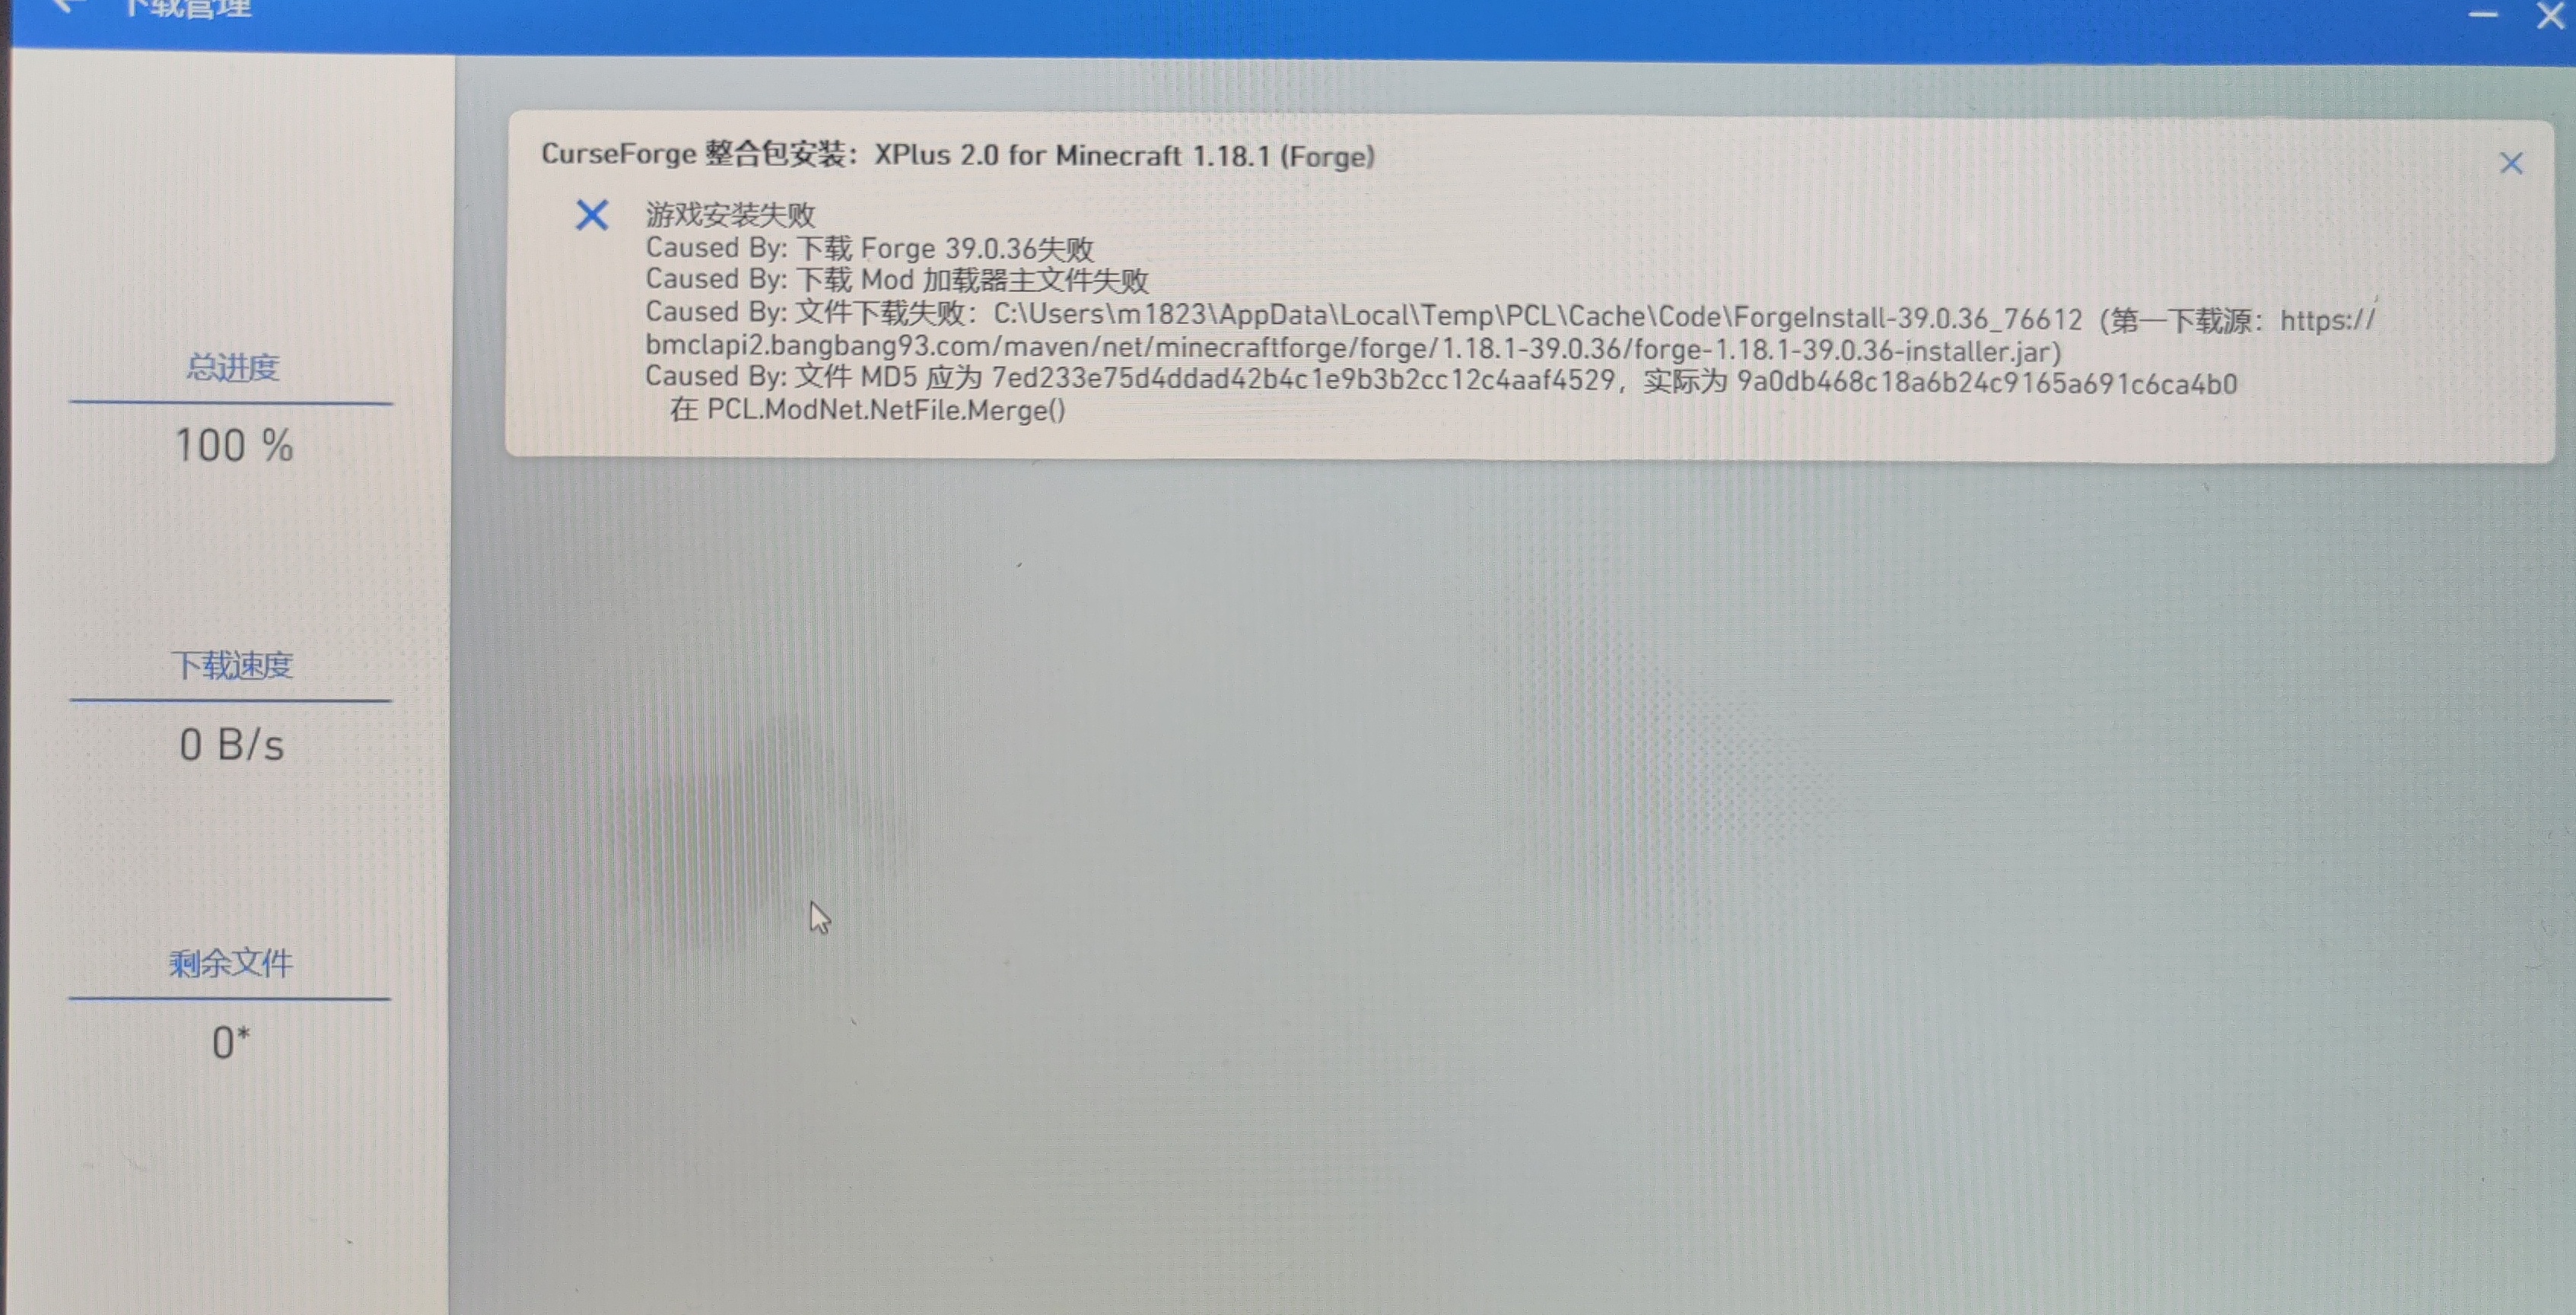 下载管理
CurseForge 整合包安装：XPlus 2.0 for Minecraft 1.18.1 (Forge)
游戏安装失败
Caused By: 下载 Forge 39.0.36失败
Caused By: 下载 Mod 加载器主文件失败
Caused By: 文件下载失败：C:\Users\m1823\AppData\Local\Temp\PCL\Cache\Code\ForgeInstall-39.0.36_76612（第一下载源：https://
bmclapi2.bangbang93.com/maven/net/minecraftforge/forge/1.18.1-39.0.36/forge-1.18.1-39.0.36-installer.jar)
Caused By: 文件 MD5 应为 7ed233e75d4ddad42b4c1e9b3b2cc12c4aaf4529，实际为 9a0db468c18a6b24c9165a691c6ca4b0
在 PCL.ModNet.NetFile.Merge()
总进度
100 %
下载速度
0 B/s
剩余文件
0*